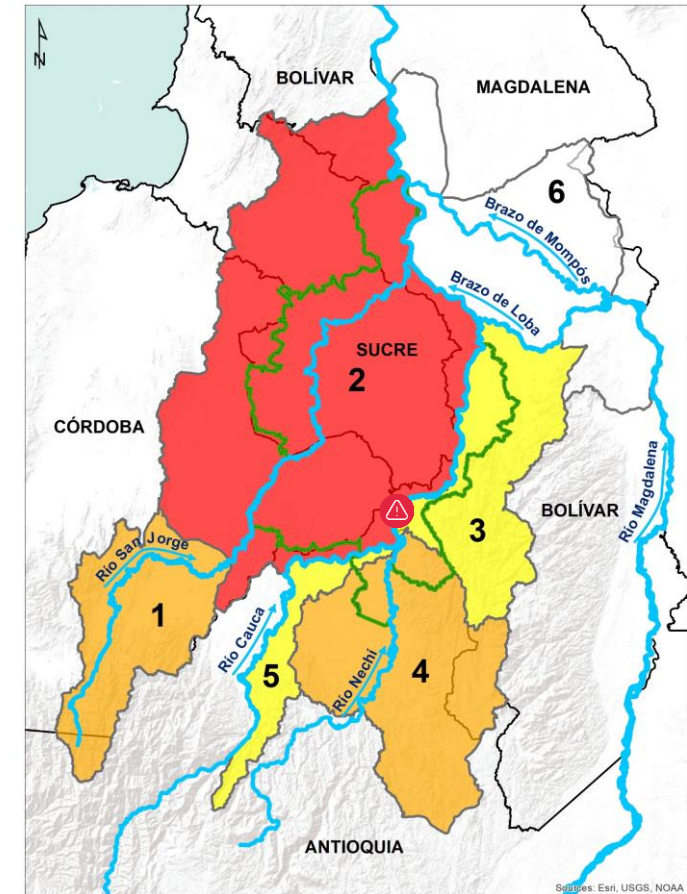 N
BOLÍVAR
MAGDALENA
6
Brazo de Mompós
Brazo de Loba
SUCRE
2
CÓRDOBA
BOLÍVAR
Río Magdalena
3
Río San Jorge
1
Río Cauca
5
Río Nechi
4
ANTIOQUIA
Sources: Esri, USGS, NOAA